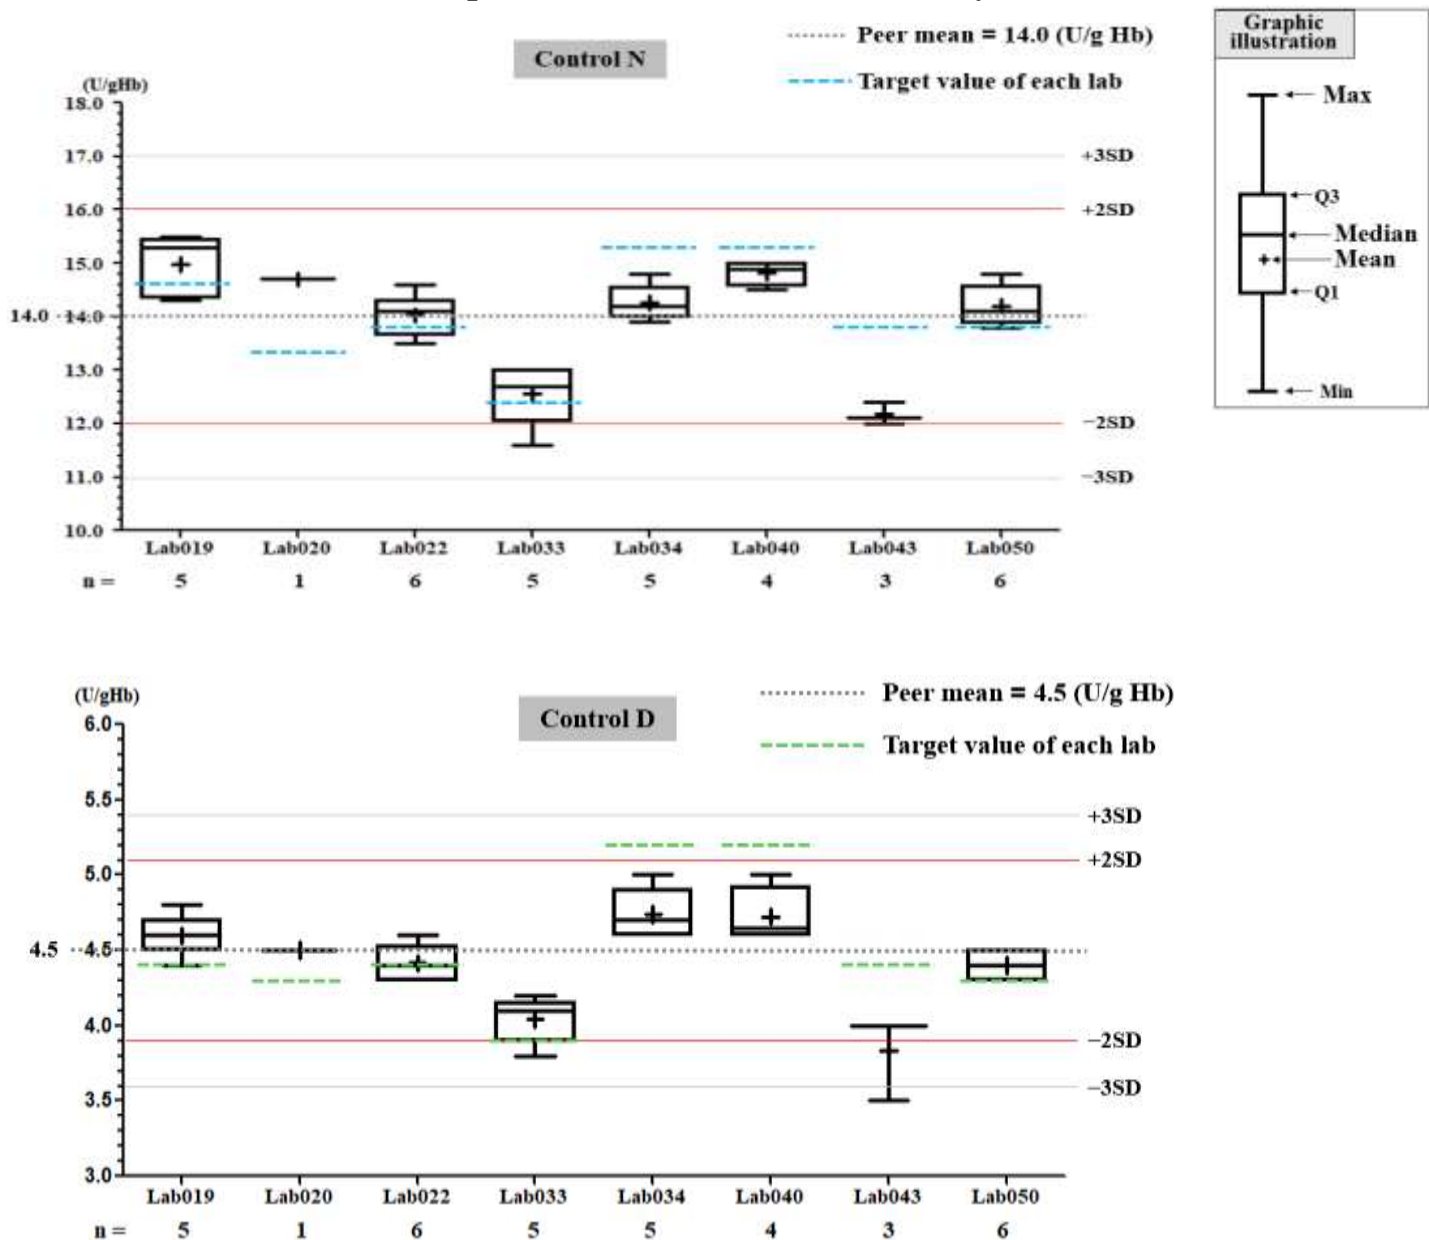 Control N
Peer mean = 14.0 (U/g Hb)
Target value of each lab
Graphic
illustration
Max
Q3
Median
Mean
Q1
Min
(U/gHb)
18.0
17.0
16.0
15.0
14.0 14.0
13.0
12.0
11.0
10.0
+3SD
+2SD
−2SD
−3SD
Lab019 Lab020 Lab022 Lab033 Lab034 Lab040 Lab043 Lab050
n = 5 1 6 5 5 4 3 6
Control D
Peer mean = 4.5 (U/g Hb)
Target value of each lab
(U/gHb)
6.0
5.5
5.0
4.5 4.5
4.0
3.5
3.0
+3SD
+2SD
−2SD
−3SD
Lab019 Lab020 Lab022 Lab033 Lab034 Lab040 Lab043 Lab050
n = 5 1 6 5 5 4 3 6